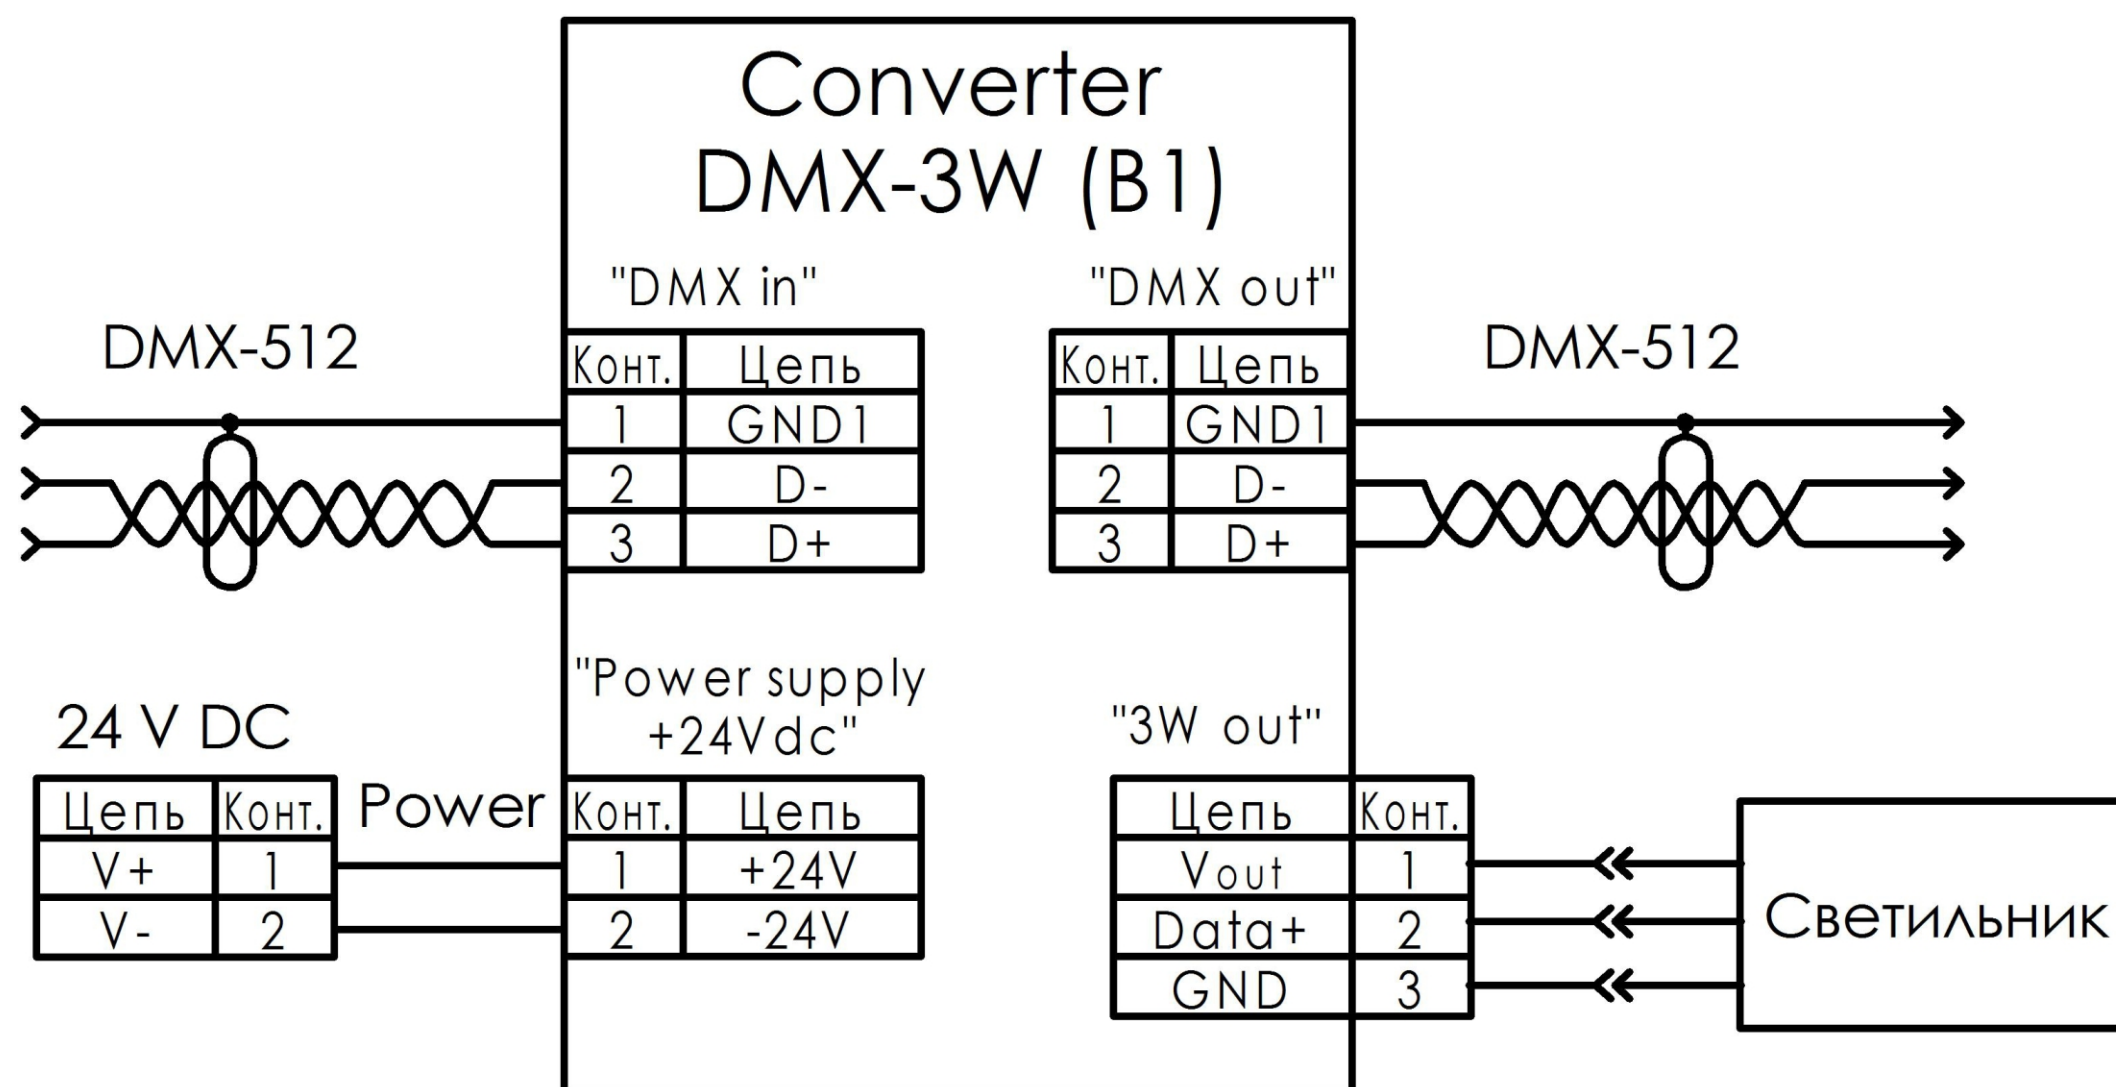 Converter
DMX-3W (B1)
"DMX in"
"DMX out"
DMX-512
Конт. Цепь
1 GND1
2 D-
3 D+
Конт. Цепь
1 GND1
2 D-
3 D+
DMX-512
24 V DC
Цепь Конт.
V+ 1
V- 2
Power
"Power supply
+24Vdc"
Конт. Цепь
1 +24V
2 -24V
"3W out"
Цепь Конт.
Vout 1
Data+ 2
GND 3
Светильник